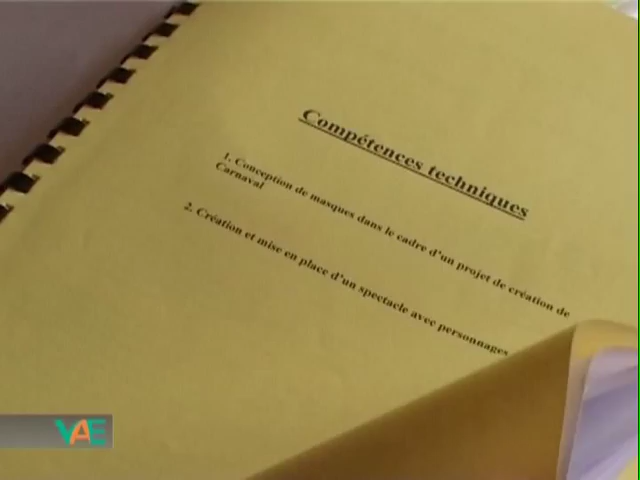 Compétences techniques
1. Conception de masques dans le cadre d'un projet de création de
Carnaval
2. Création et mise en place d'un spectacle avec personnages
VAE